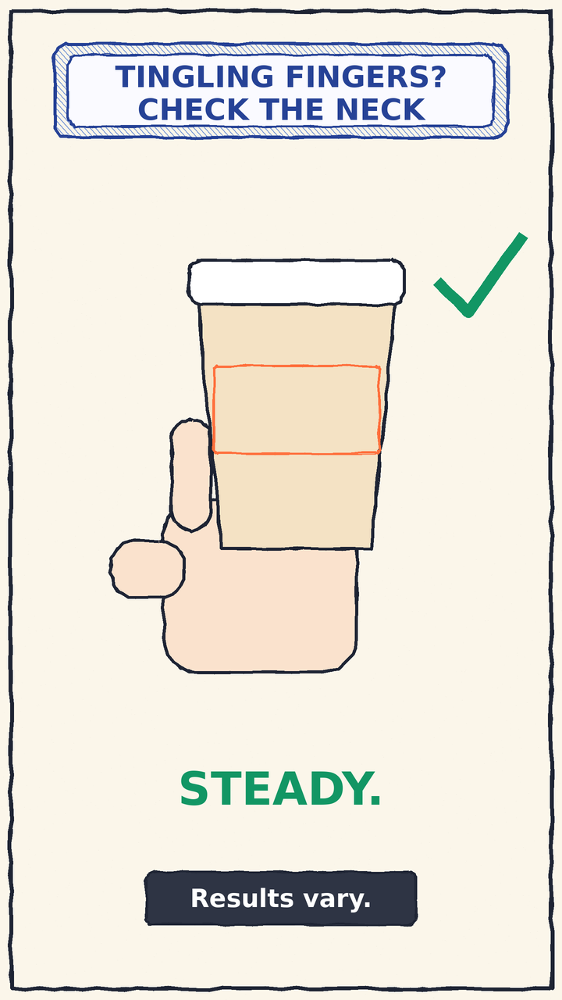 TINGLING FINGERS?
CHECK THE NECK
STEADY.
Results vary.